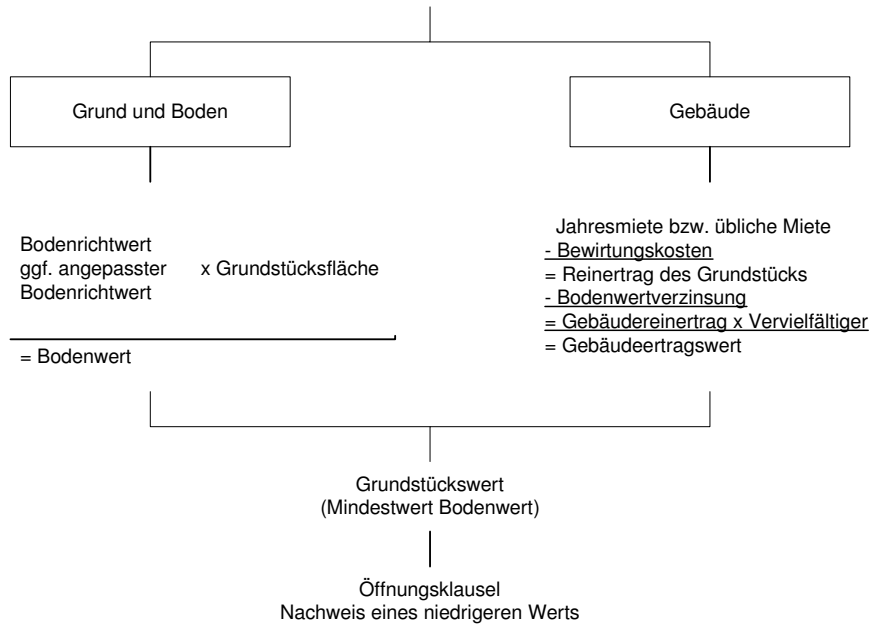 Grund und Boden
Gebäude
Bodenrichtwert
ggf. angepasster x Grundstücksfläche
Bodenrichtwert
= Bodenwert
Jahresmiete bzw. übliche Miete
- Bewirtungskosten
= Reinertrag des Grundstücks
- Bodenwertverzinsung
= Gebäudereinertrag x Vervielfältiger
= Gebäudeertragswert
Grundstückswert
(Mindestwert Bodenwert)
Öffnungsklausel
Nachweis eines niedrigeren Werts